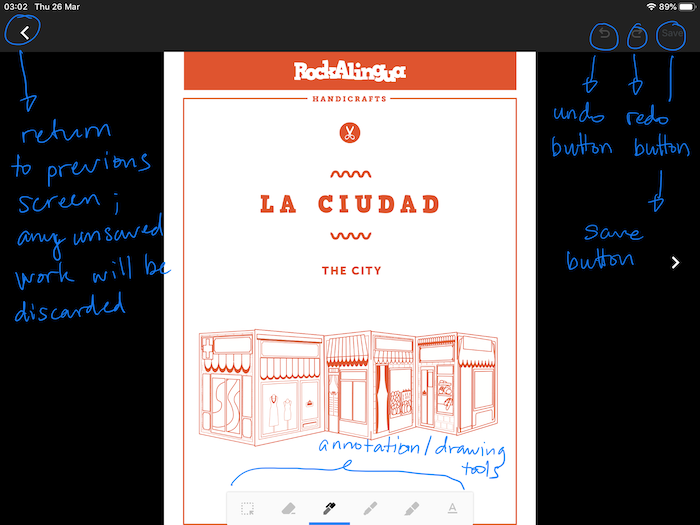 03:02 Thu 26 Mar
89%
Save
RockAlingua
HANDICRAFTS
LA CIUDAD
THE CITY
return
to previous
screen ;
any unsaved
work will be
discarded
undo
button
redo
button
save
button
annotation/drawing
tools
A